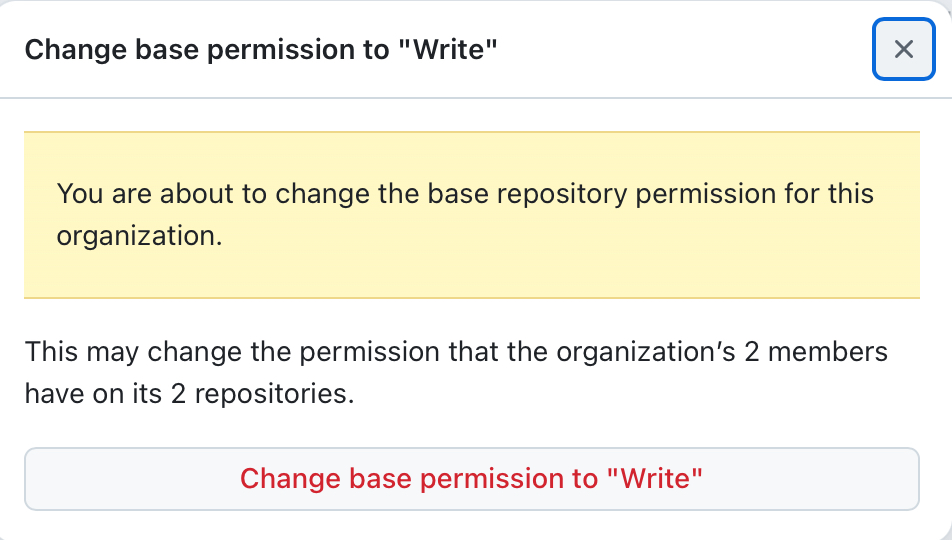 Change base permission to "Write"
You are about to change the base repository permission for this
organization.
This may change the permission that the organization’s 2 members
have on its 2 repositories.
Change base permission to "Write"